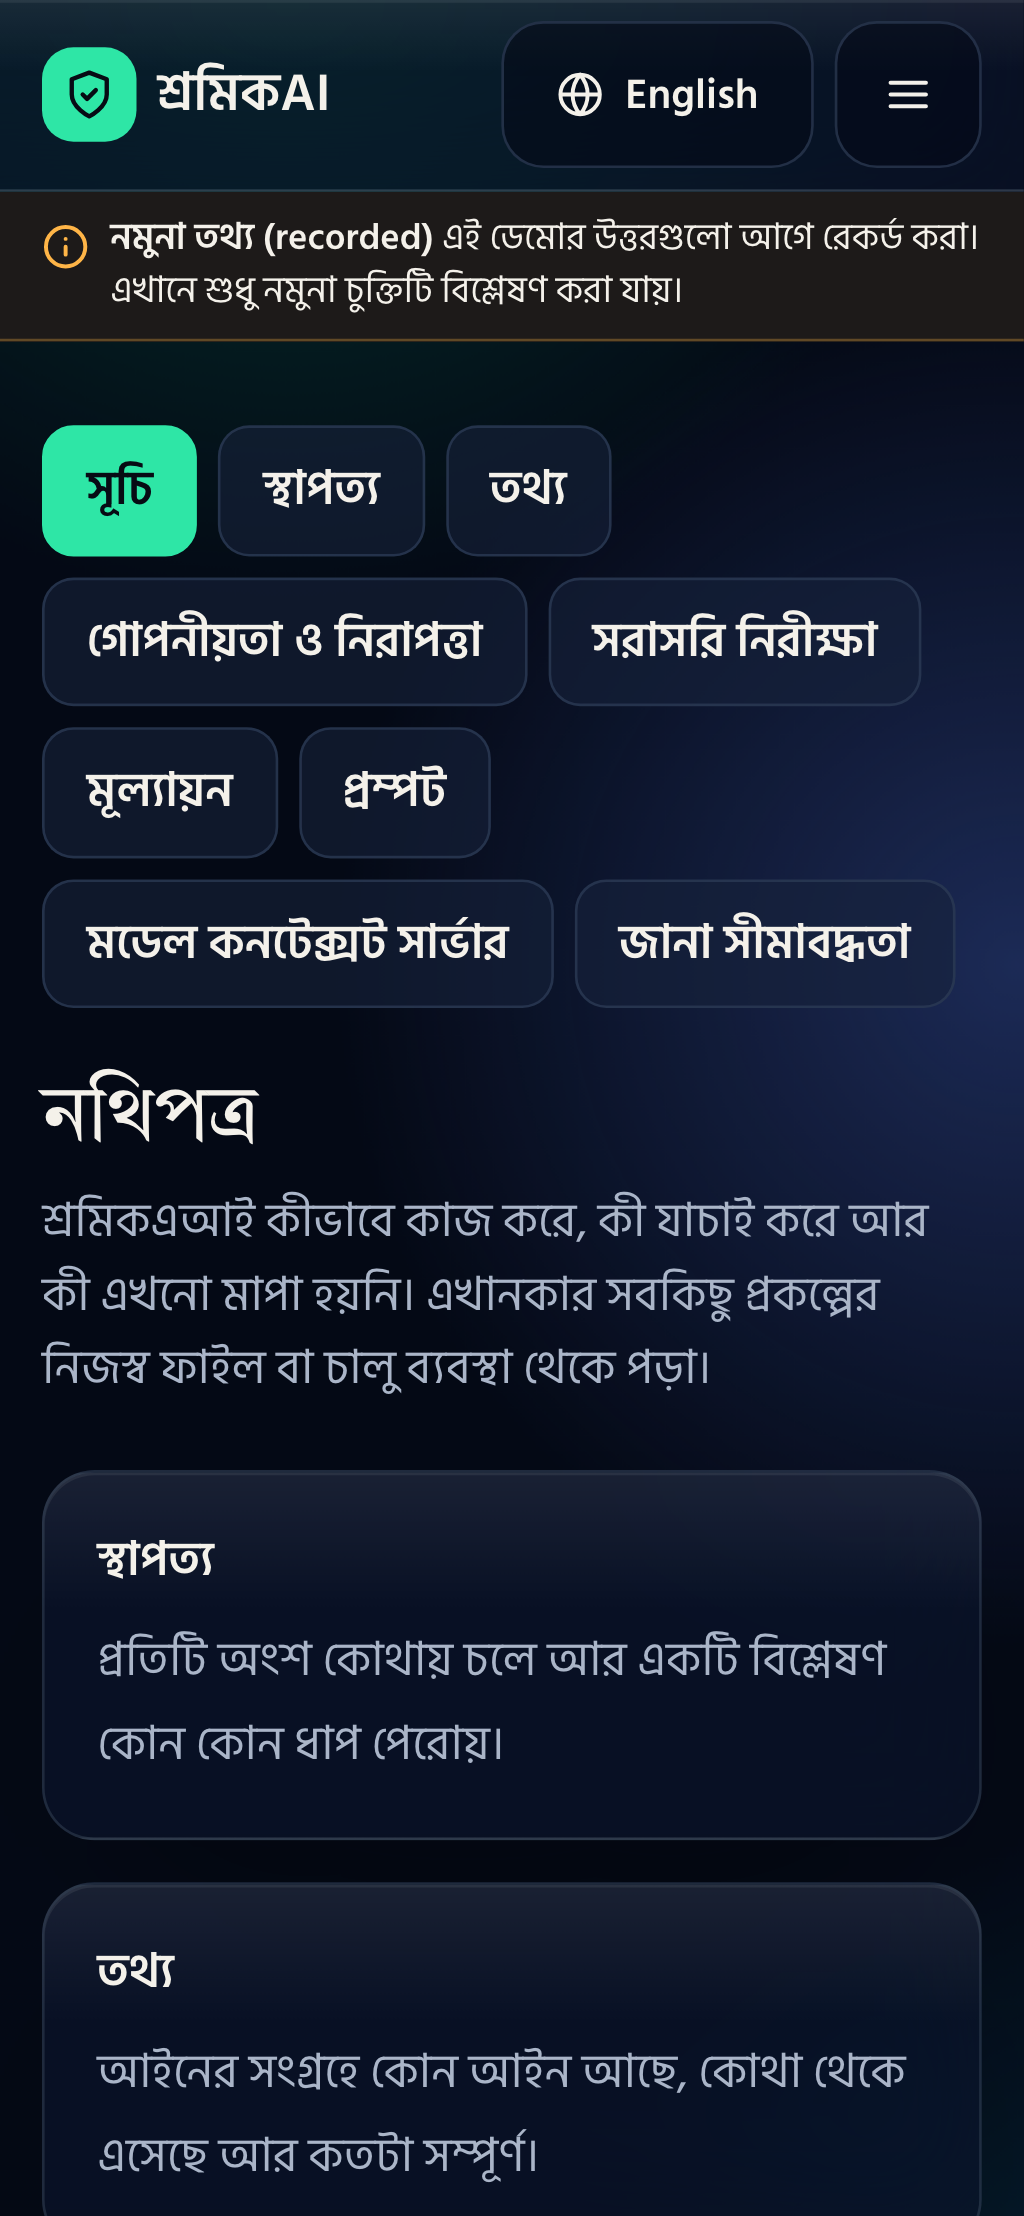 শ্রমিকAI
English
নমুনা তথ্য (recorded) এই ডেমোর উত্তরগুলো আগে রেকর্ড করা।
এখানে শুধু নমুনা চুক্তিটি বিশ্লেষণ করা যায়।
সূচি
স্থাপত্য
তথ্য
গোপনীয়তা ও নিরাপত্তা
সরাসরি নিরীক্ষা
মূল্যায়ন
প্রম্পট
মডেল কনটেক্সট সার্ভার
জানা সীমাবদ্ধতা
নথিপত্র
শ্রমিকএআই কীভাবে কাজ করে, কী যাচাই করে আর
কী এখনো মাপা হয়নি। এখানকার সবকিছু প্রকল্পের
নিজস্ব ফাইল বা চালু ব্যবস্থা থেকে পড়া।
স্থাপত্য
প্রতিটি অংশ কোথায় চলে আর একটি বিশ্লেষণ
কোন কোন ধাপ পেরোয়।
তথ্য
আইনের সংগ্রহে কোন আইন আছে, কোথা থেকে
এসেছে আর কতটা সম্পূর্ণ।